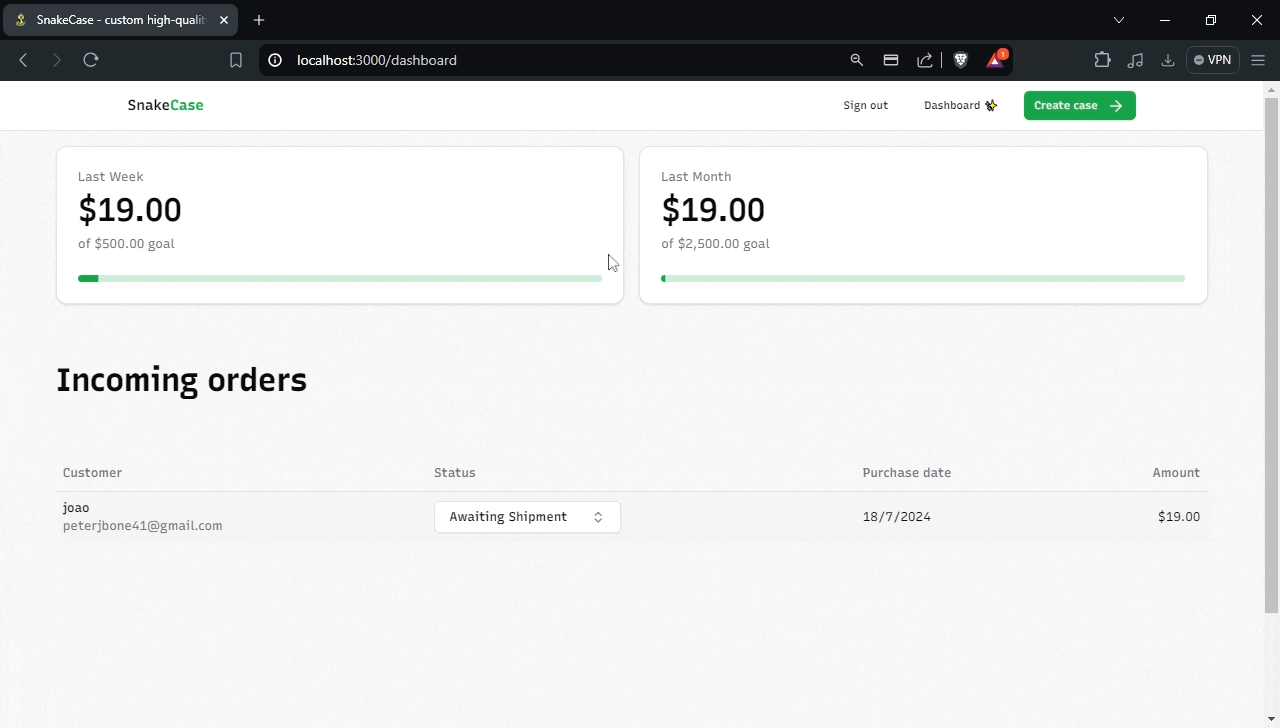 SnakeCase - custom high-qualit
localhost:3000/dashboard
1
VPN
SnakeCase
Sign out
Dashboard ✨
Create case
Last Week
$19.00
of $500.00 goal
Last Month
$19.00
of $2,500.00 goal
Incoming orders
Customer Status Purchase date Amount
joao
peterjbone41@gmail.com
Awaiting Shipment
18/7/2024
$19.00